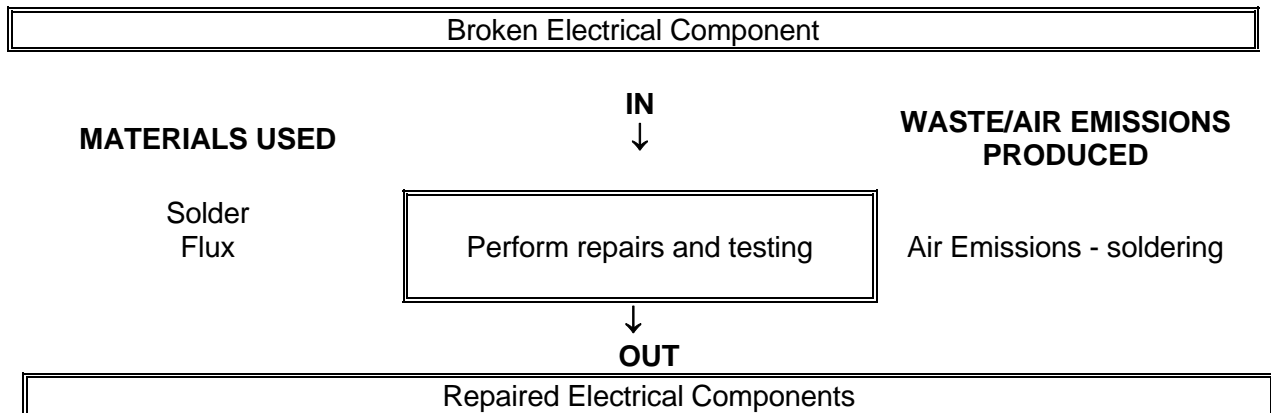 Broken Electrical Component
IN
↓
MATERIALS USED
WASTE/AIR EMISSIONS
PRODUCED
Solder
Flux
Perform repairs and testing
Air Emissions - soldering
↓
OUT
Repaired Electrical Components